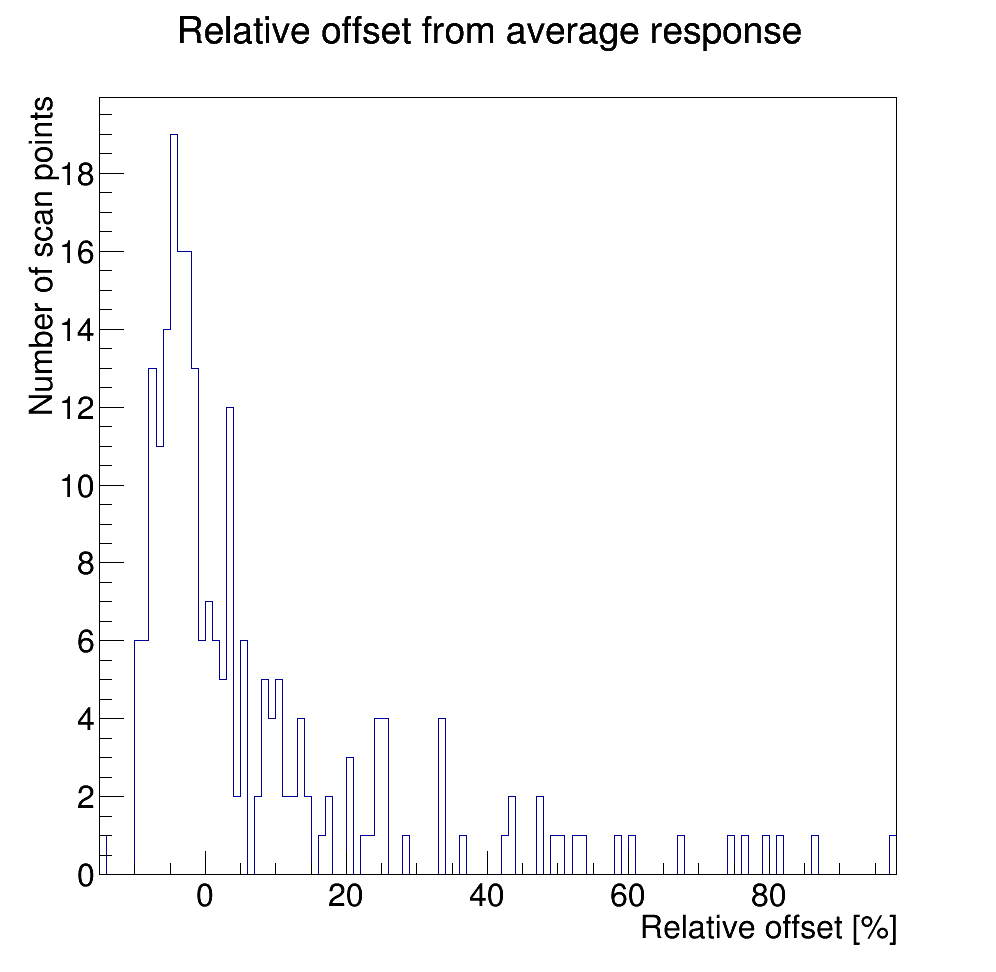 Relative offset from average response
Number of scan points
18
16
14
12
10
8
6
4
2
0
0 20 40 60 80
Relative offset [%]